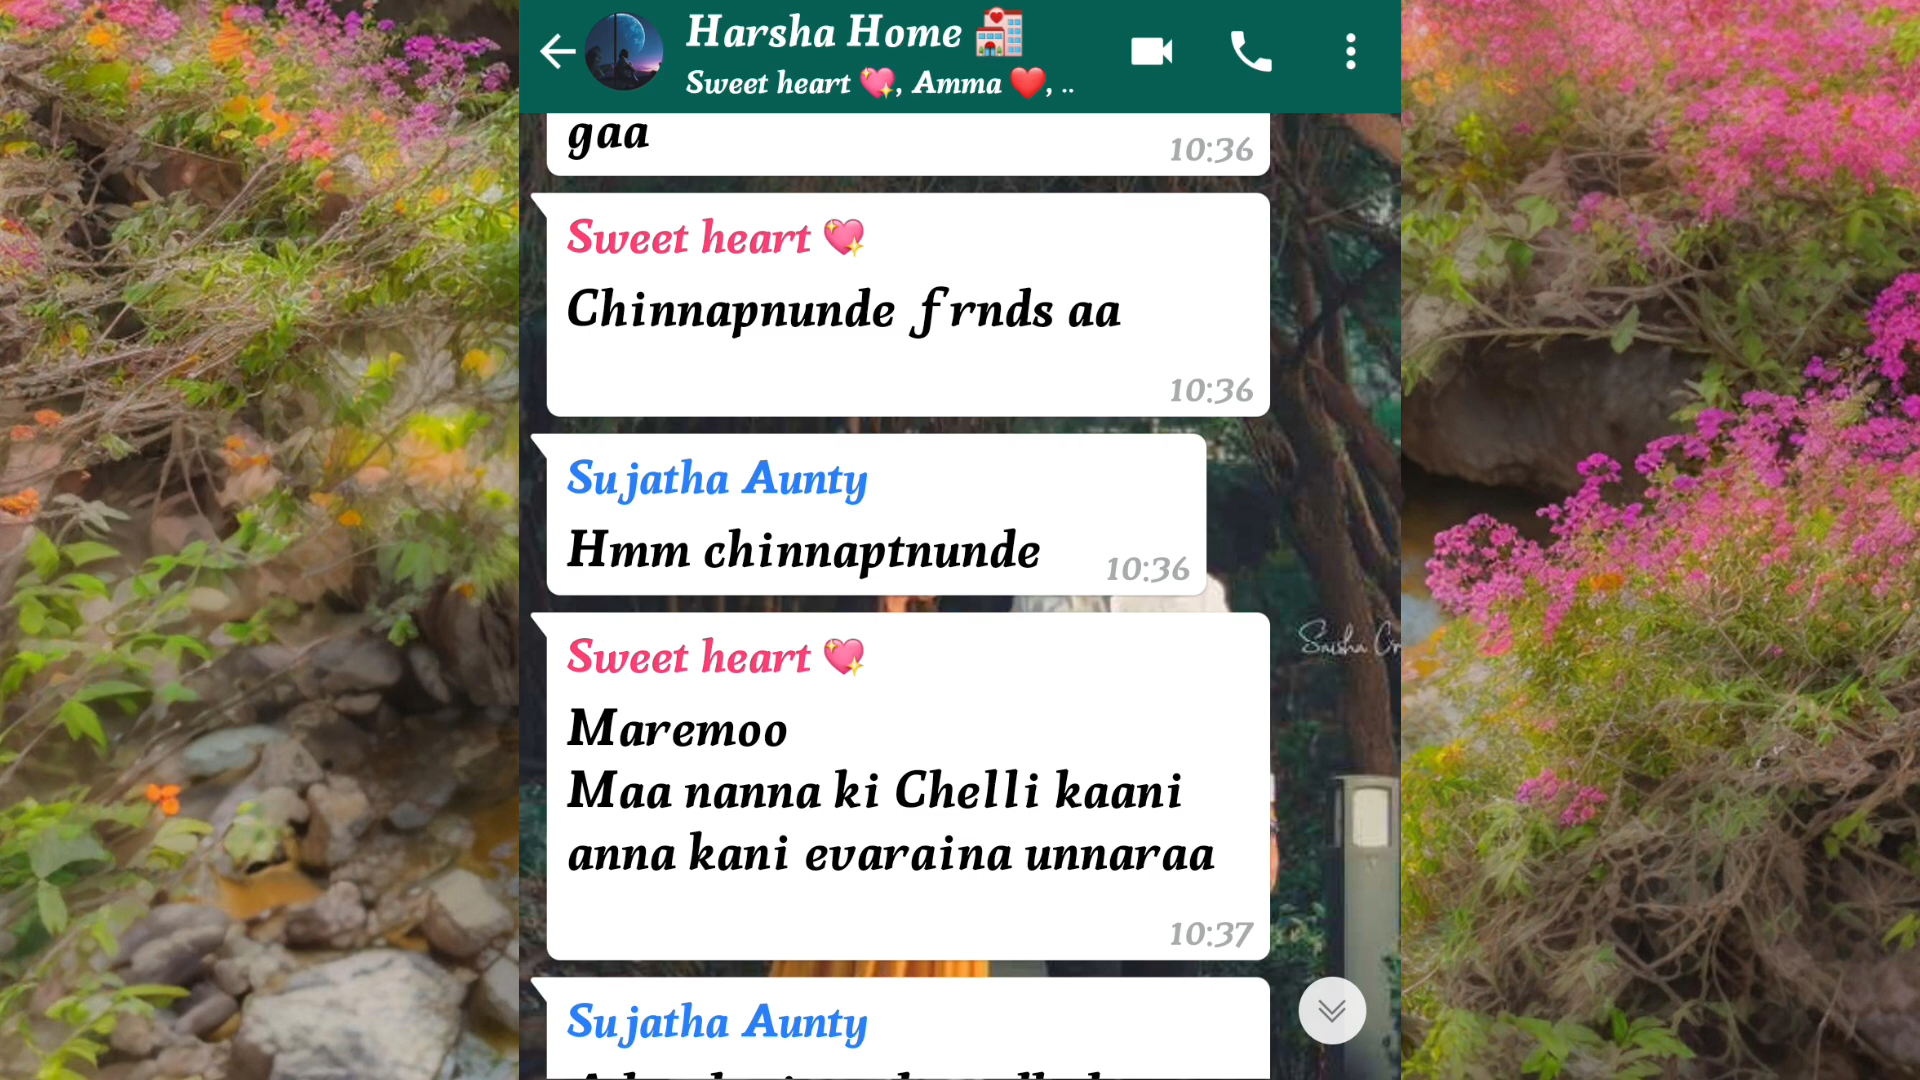 Harsha Home 🏩
Sweet heart 💖, Amma ❤️, ..
gaa
10:36
Sweet heart 💖
Chinnapnunde frnds aa
10:36
Sujatha Aunty
Hmm chinnaptnunde
10:36
Sweet heart 💖
Maremoo
Maa nanna ki Chelli kaani
anna kani evaraina unnaraa
10:37
Sujatha Aunty
Saisha